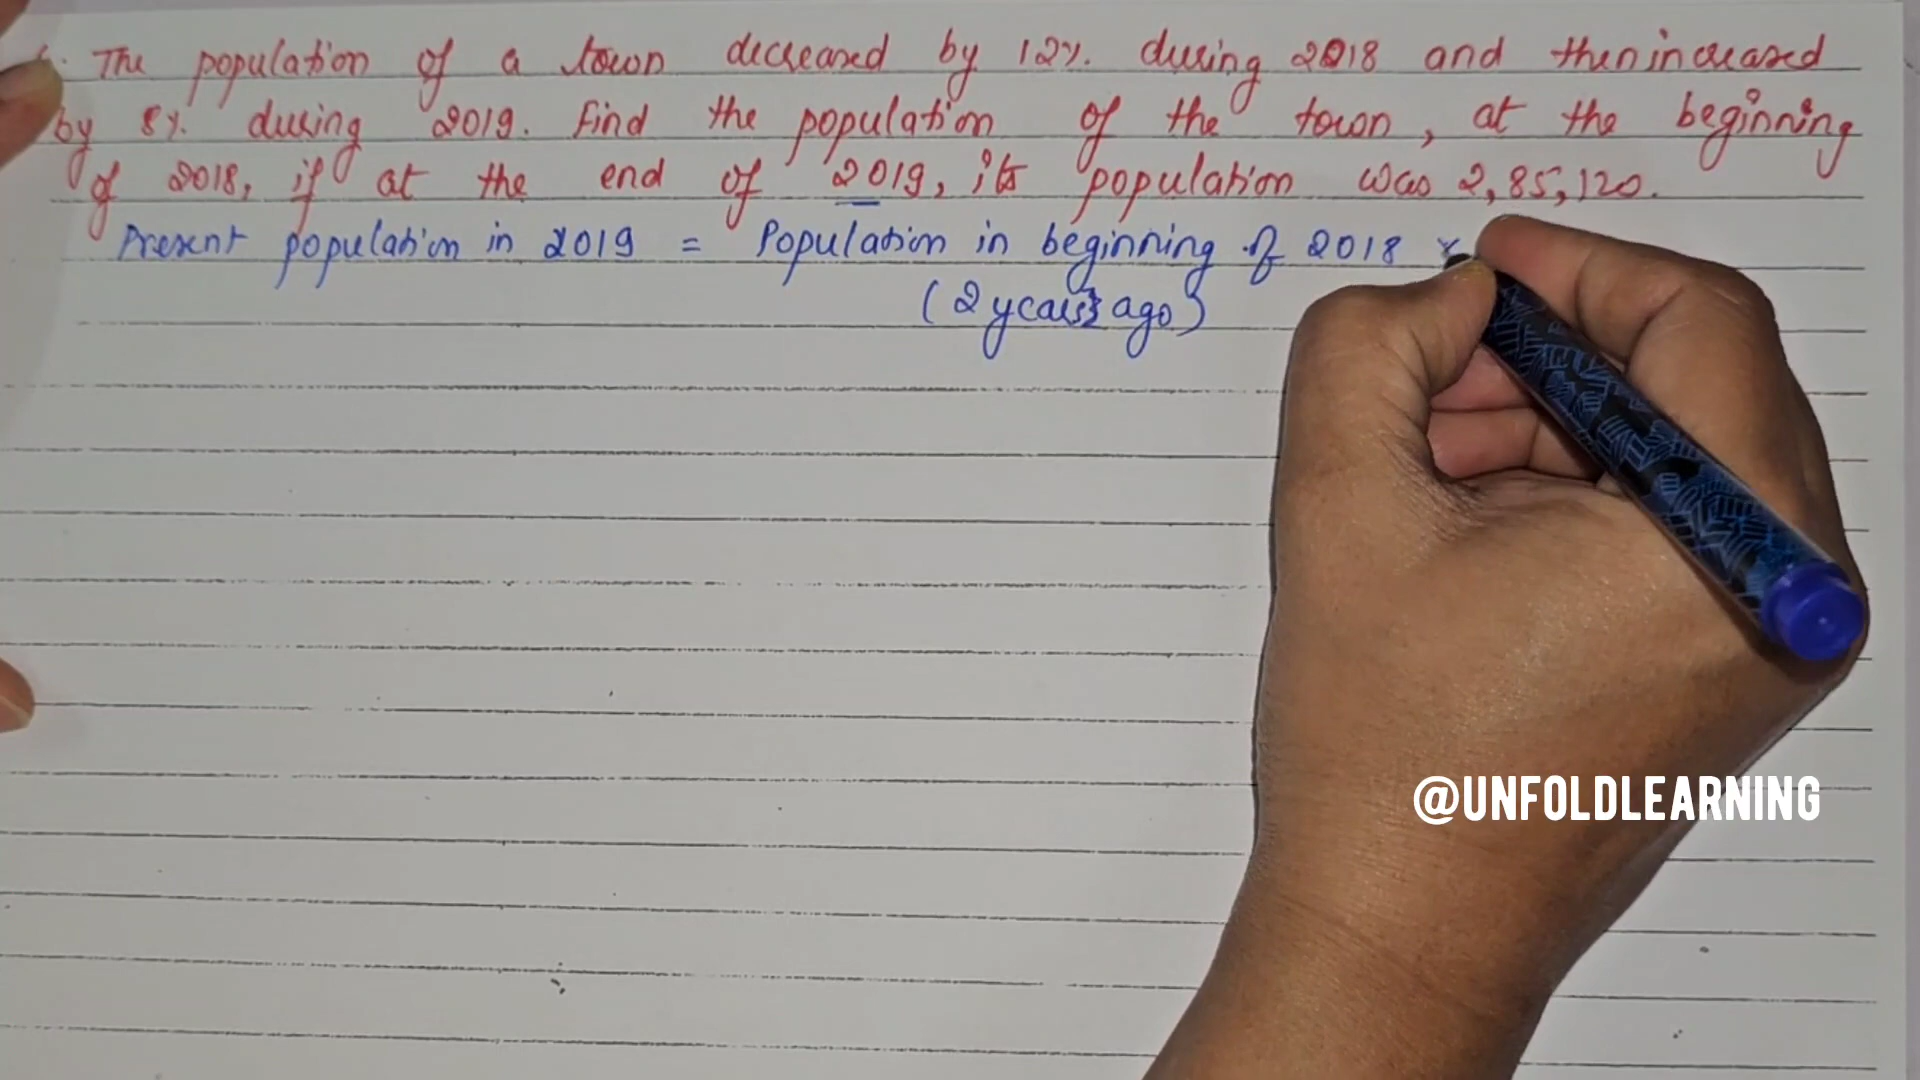 The population of a town decreased by 12%. during 2018 and then increased
by 8%. during 2019. Find the population of the town, at the beginning
of 2018, if at the end of 2019, its population was 2,85,120.
Present population in 2019 = Population in beginning of 2018 ×
(2 years ago)
@UNFOLDLEARNING